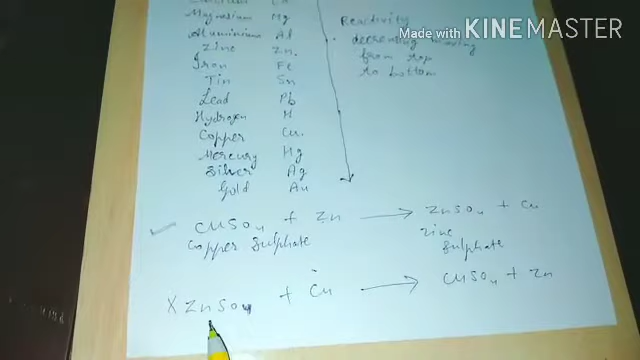 Magnesium Mg
Aluminium Al
Zinc Zn.
Iron Fe
Tin Sn
Lead Pb
Hydrogen H
Copper Cu.
Mercury Hg
Silver Ag
Gold Au
Reactivity
decreasing moving
from top
to bottom
Made with KINEMASTER
CuSO4 + Zn → ZnSO4 + Cu
Copper Sulphate
Zinc
Sulphate
X ZnSO4 + Cu → CuSO4 + Zn